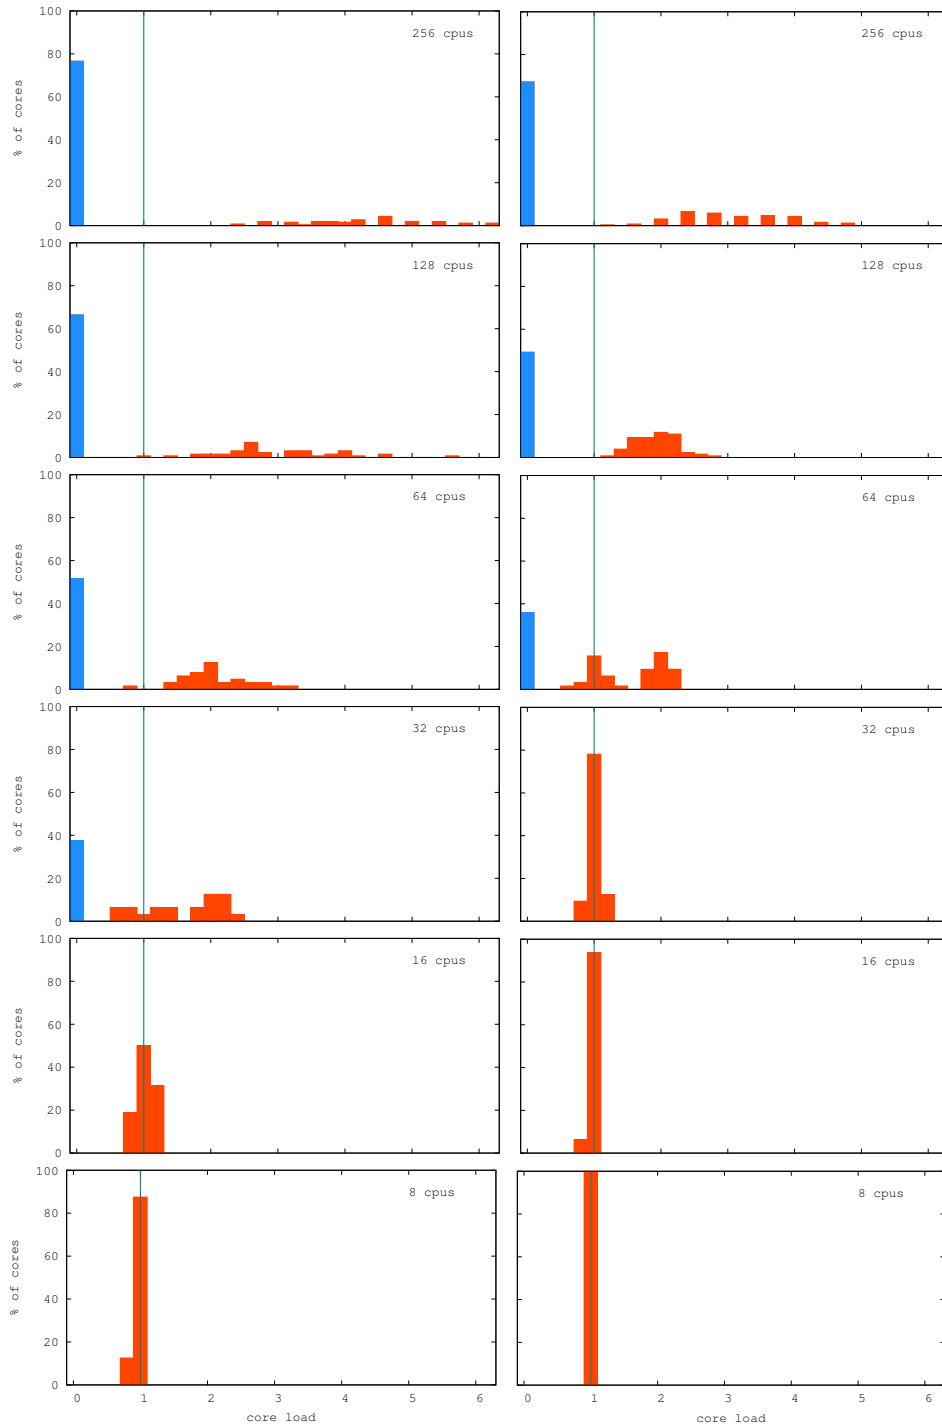 100
80
60
40
20
0
% of cores
256 cpus
256 cpus
100
80
60
40
20
0
% of cores
128 cpus
128 cpus
100
80
60
40
20
0
% of cores
64 cpus
64 cpus
100
80
60
40
20
0
% of cores
32 cpus
32 cpus
100
80
60
40
20
0
% of cores
16 cpus
16 cpus
100
80
60
40
20
0
% of cores
8 cpus
8 cpus
0 1 2 3 4 5 6
core load
0 1 2 3 4 5 6
core load